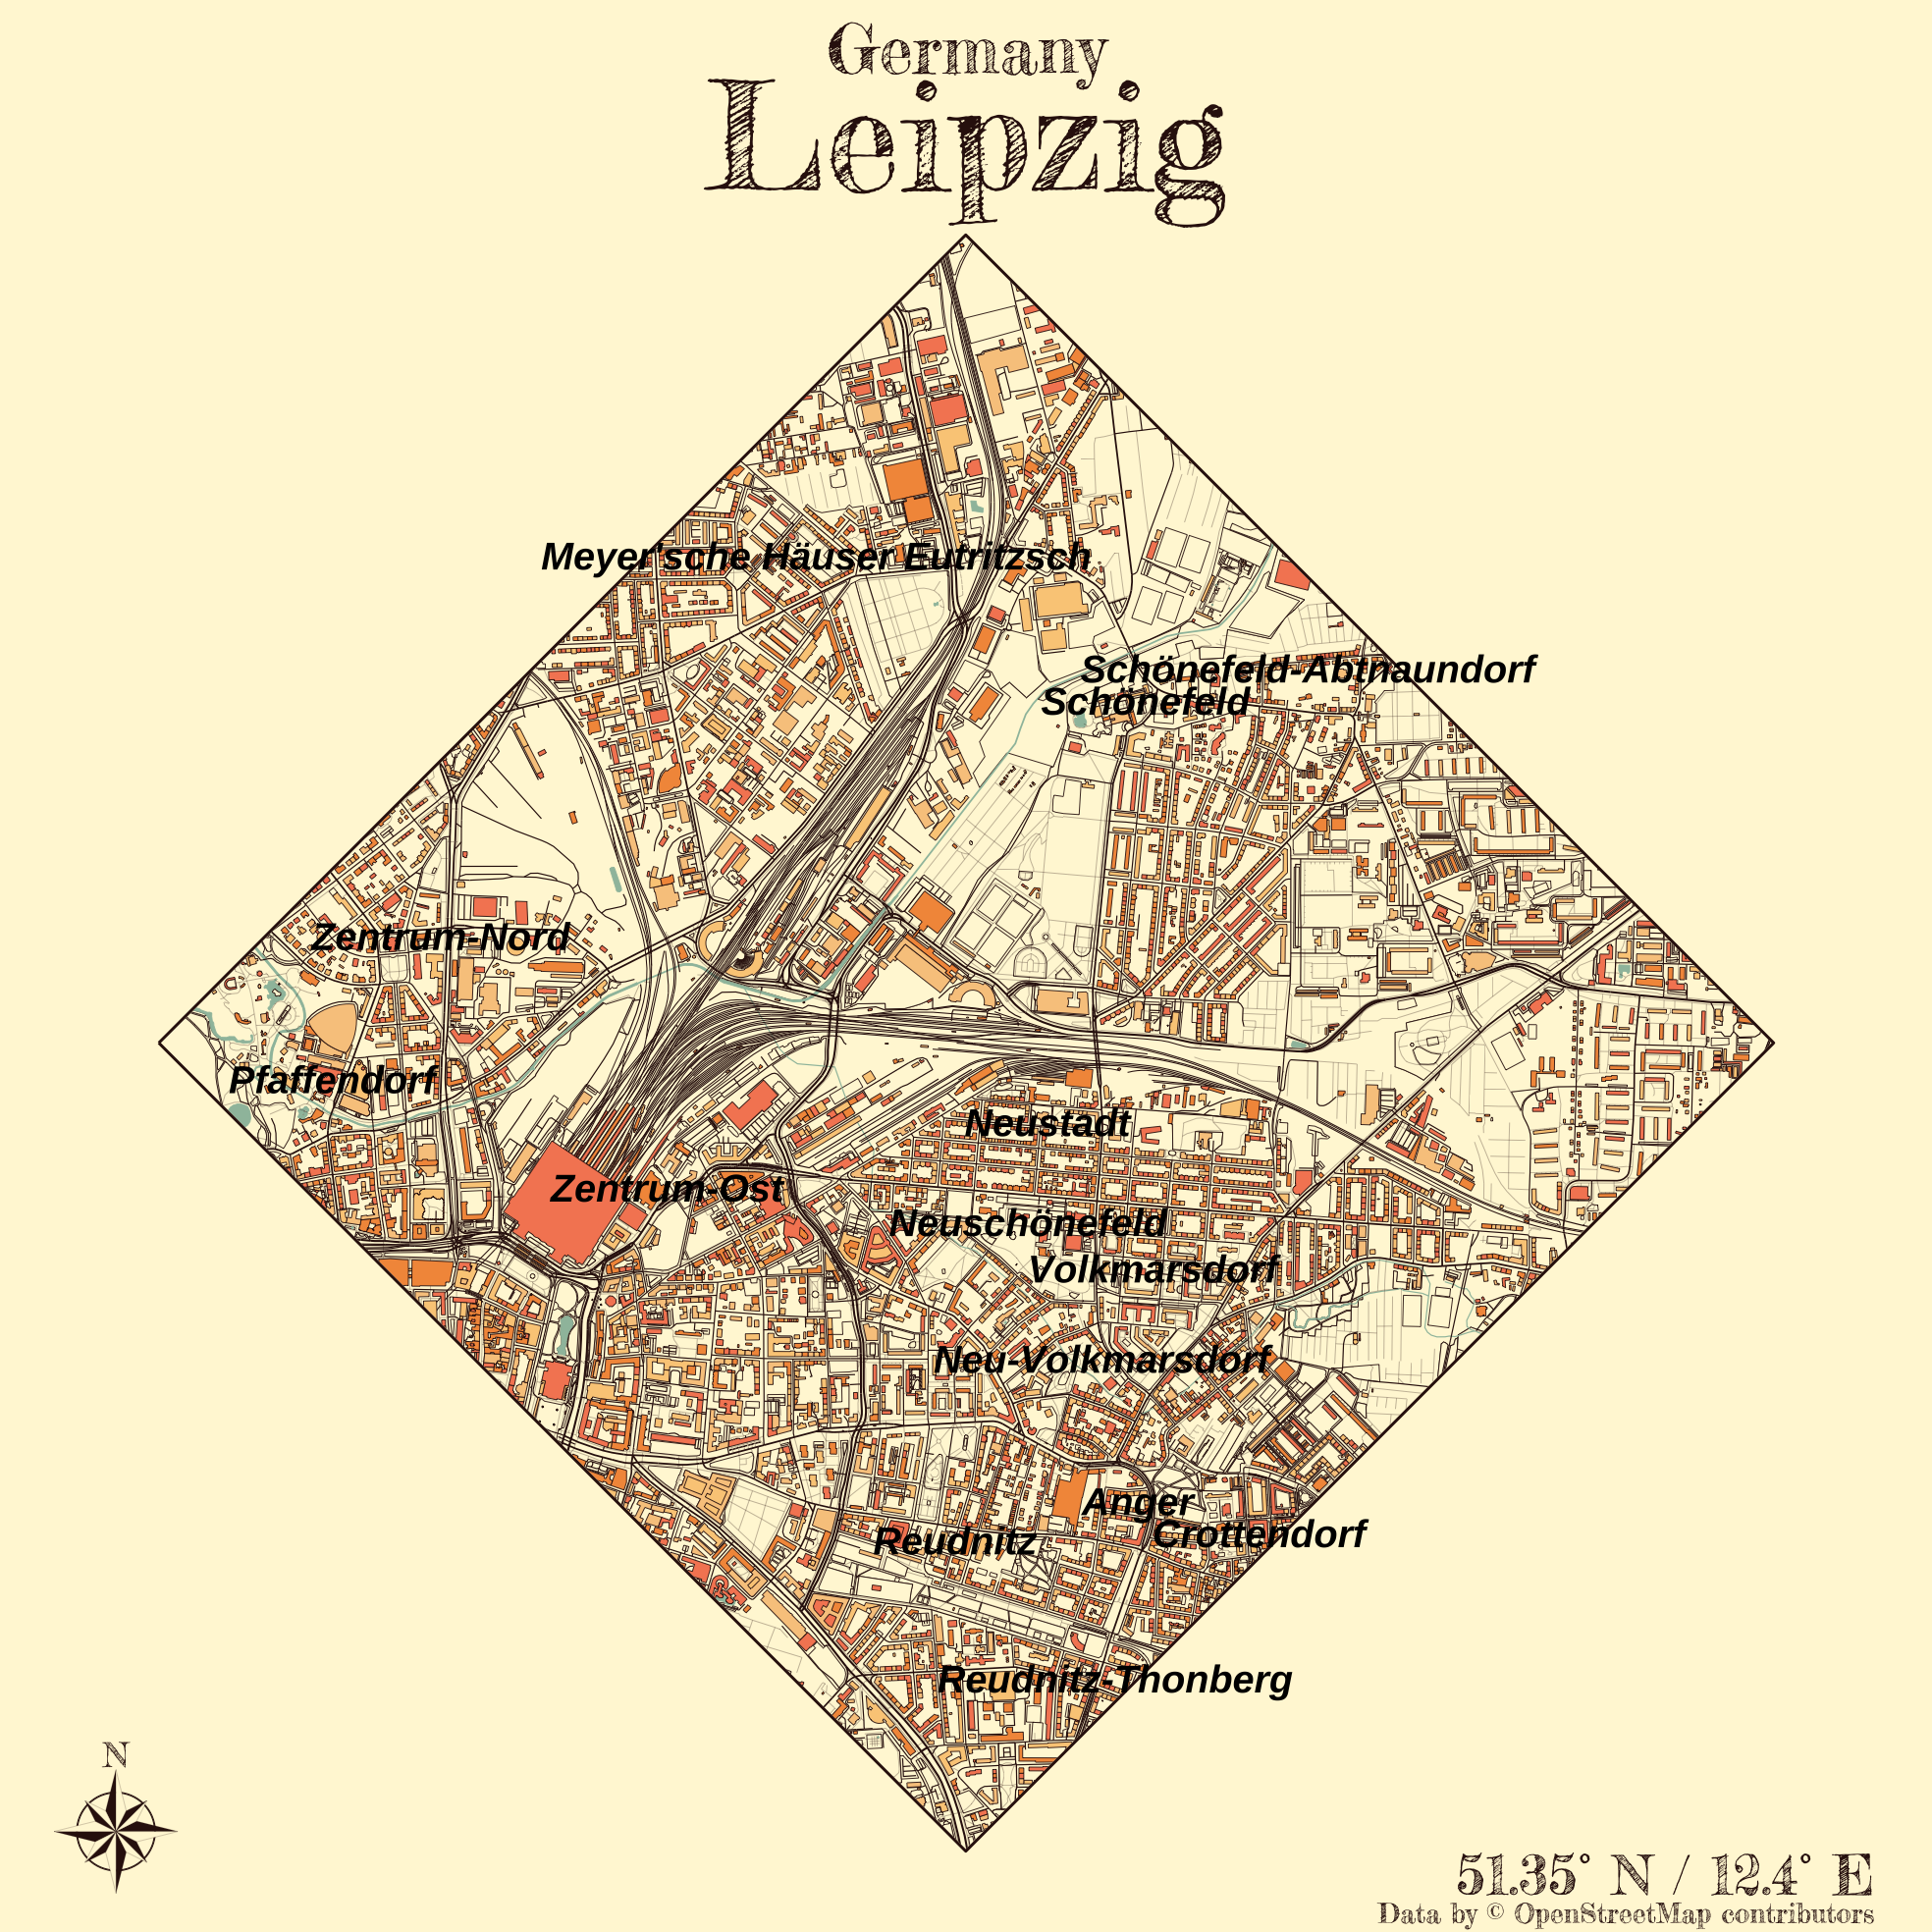 Germany
Leipzig
Meyer'sche Häuser Eutritzsch
Schönefeld-Abtnaundorf
Schönefeld
Zentrum-Nord
Pfaffendorf
Neustadt
Zentrum-Ost
Neuschönefeld
Volkmarsdorf
Neu-Volkmarsdorf
Anger
Crottendorf
Reudnitz
Reudnitz-Thonberg
N
51.35° N / 12.4° E
Data by © OpenStreetMap contributors